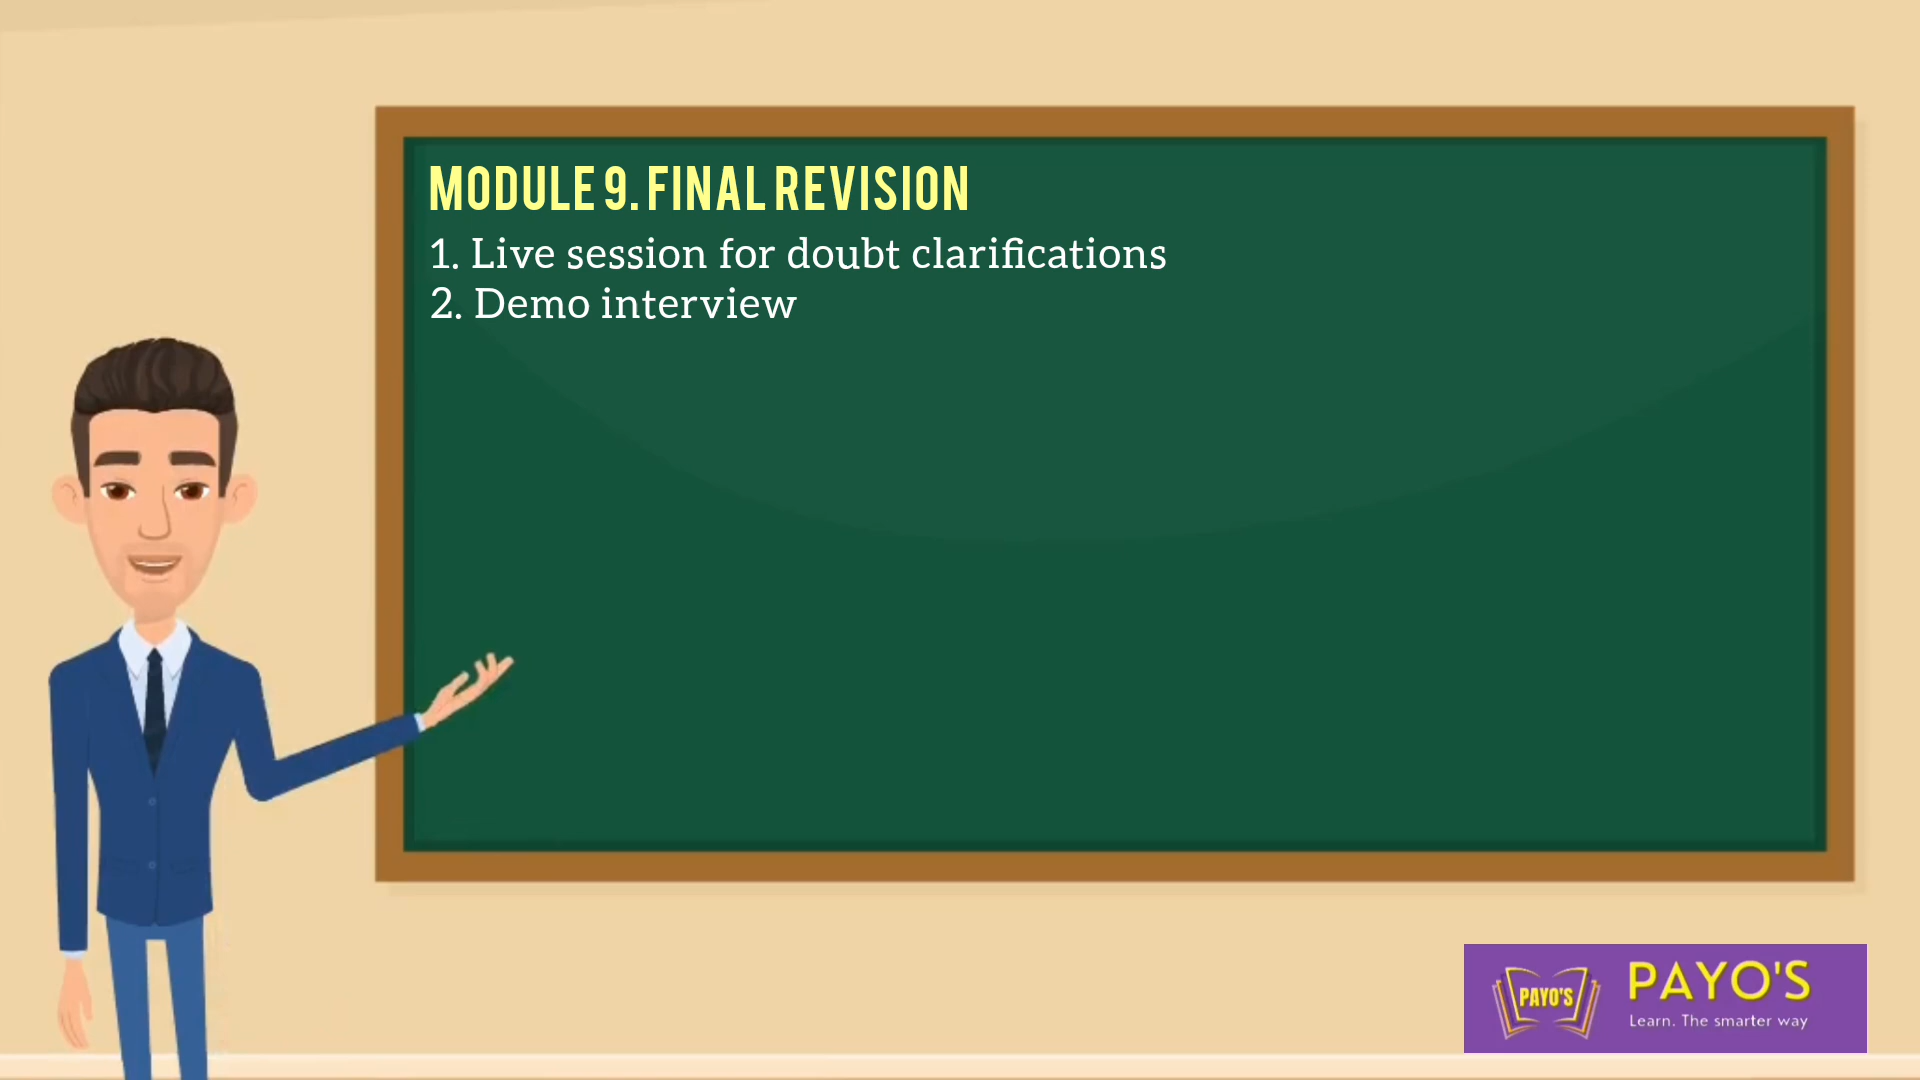 MODULE 9. FINAL REVISION
1. Live session for doubt clarifications
2. Demo interview
PAYO'S
PAYO'S
Learn. The smarter way